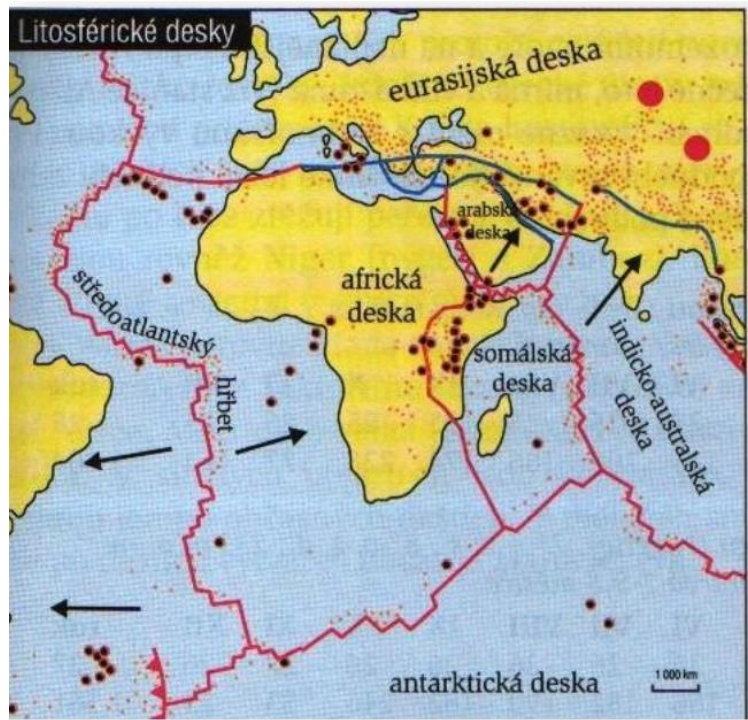 Litosférické desky
eurasijská deska
arabská
deska
africká
deska
středoatlantský
hřbet
somálská
deska
indicko-australská
deska
antarktická deska
1 000 km